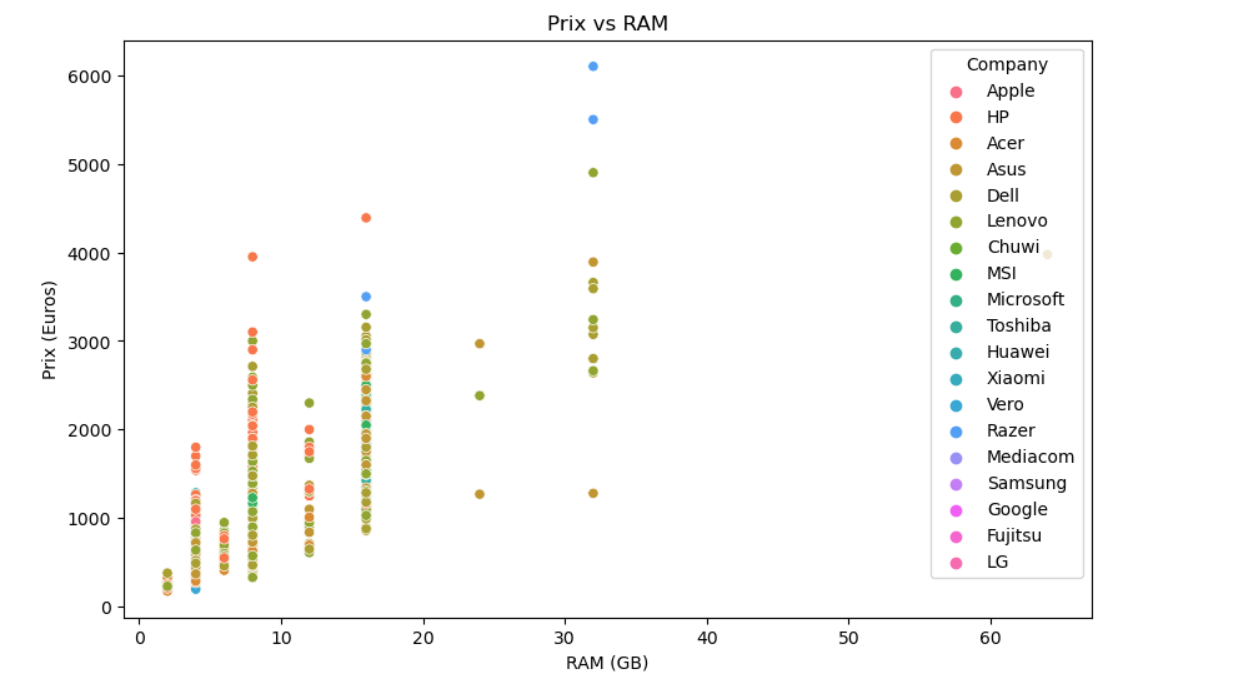 Prix vs RAM
Prix (Euros)
6000
5000
4000
3000
2000
1000
0
0 10 20 30 40 50 60
RAM (GB)
Company
Apple
HP
Acer
Asus
Dell
Lenovo
Chuwi
MSI
Microsoft
Toshiba
Huawei
Xiaomi
Vero
Razer
Mediacom
Samsung
Google
Fujitsu
LG